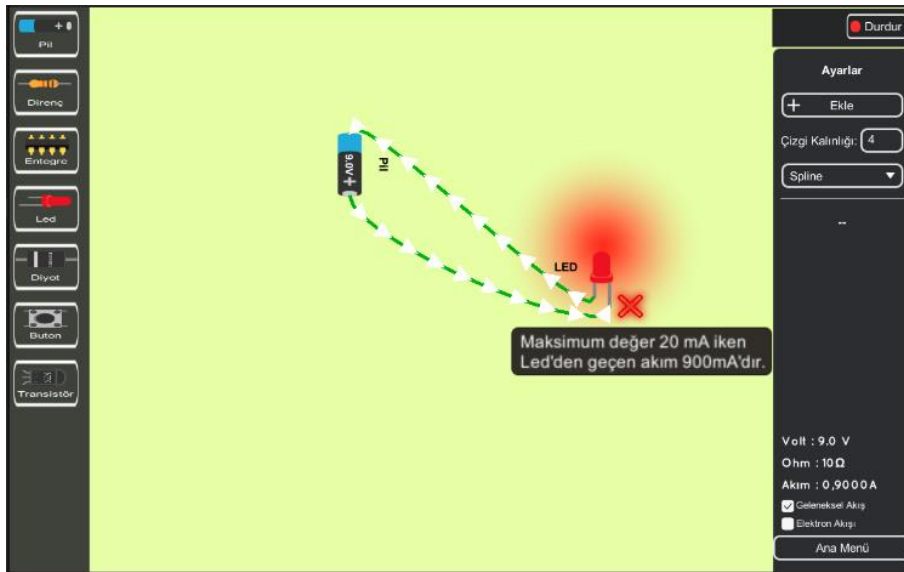 Pil
Direnç
Entegre
Led
Diyot
Buton
Transistör
9.0V +
Pil
LED
Maksimum değer 20 mA iken
Led'den geçen akım 900mA'dır.
Durdur
Ayarlar
+ Ekle
Çizgi Kalınlığı: 4
Spline
--
Volt : 9.0 V
Ohm : 10Ω
Akım : 0,9000A
Geleneksel Akış
Elektron Akışı
Ana Menü